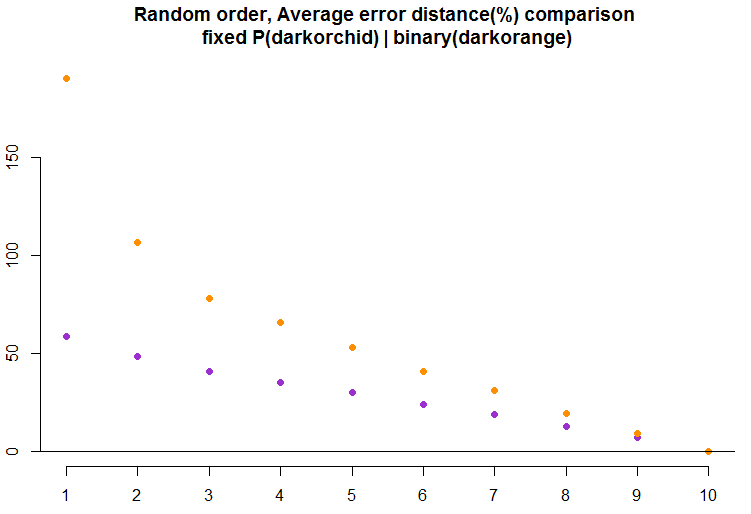 Random order, Average error distance(%) comparison
fixed P(darkorchid) | binary(darkorange)
150
100
50
0
1 2 3 4 5 6 7 8 9 10